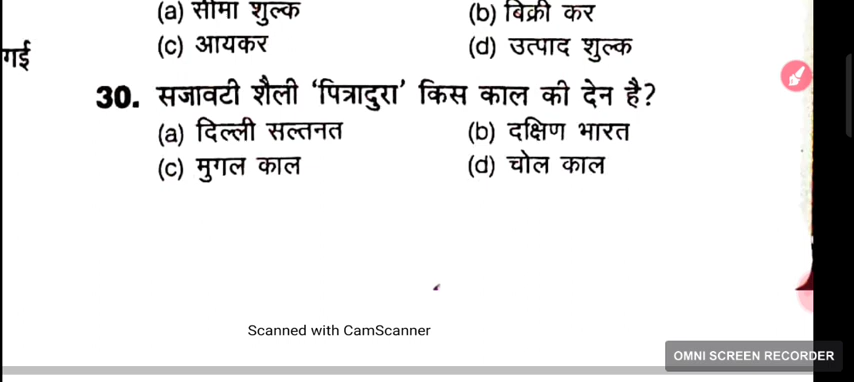 (a) सीमा शुल्क (b) बिक्री कर
गई (c) आयकर (d) उत्पाद शुल्क
30. सजावटी शैली ‘पित्रादुरा’ किस काल की देन है?
(a) दिल्ली सल्तनत (b) दक्षिण भारत
(c) मुगल काल (d) चोल काल
Scanned with CamScanner
OMNI SCREEN RECORDER